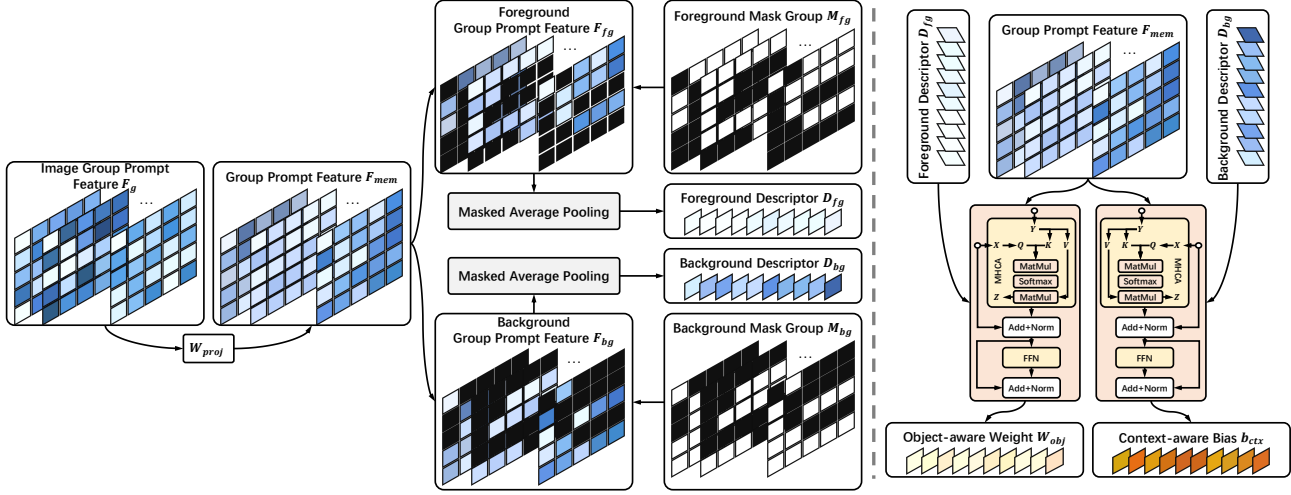 Image Group Prompt
Feature F_g
...
W_proj
Group Prompt Feature F_mem
...
Foreground
Group Prompt Feature F_fg
...
Foreground Mask Group M_fg
...
Masked Average Pooling
Foreground Descriptor D_fg
Masked Average Pooling
Background Descriptor D_bg
Background
Group Prompt Feature F_bg
...
Background Mask Group M_bg
...
Foreground Descriptor D_fg
Group Prompt Feature F_mem
...
Background Descriptor D_bg
Y
X Q K V
MHCA
MatMul
Softmax
Z MatMul
Add+Norm
FFN
Add+Norm
Y
V K Q X
MHCA
MatMul
Softmax
MatMul Z
Add+Norm
FFN
Add+Norm
Object-aware Weight W_obj
Context-aware Bias b_ctx